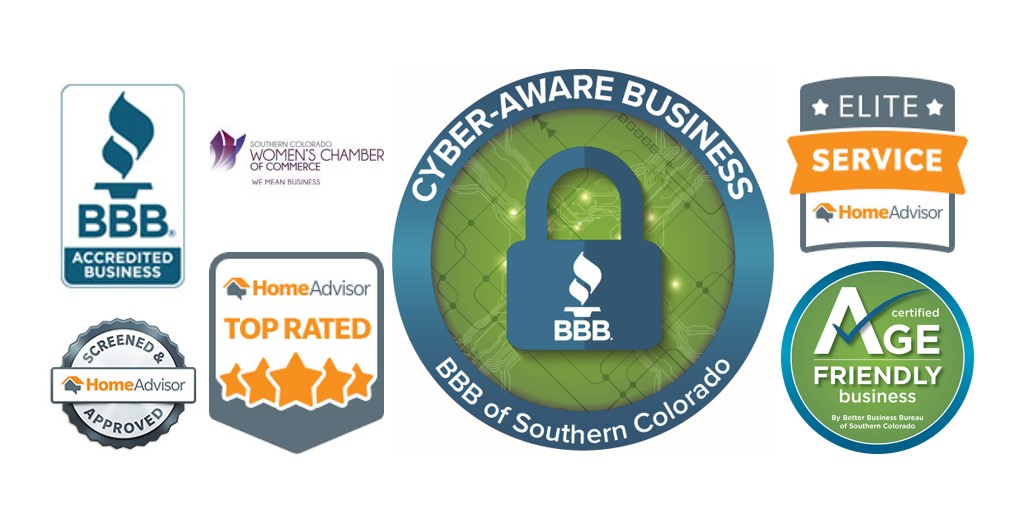 BBB®
ACCREDITED
BUSINESS
SOUTHERN COLORADO
WOMEN'S CHAMBER
OF COMMERCE
WE MEAN BUSINESS
SCREENED &
HomeAdvisor
APPROVED
HomeAdvisor
TOP RATED
CYBER-AWARE BUSINESS
BBB.
BBB of Southern Colorado
ELITE
SERVICE
HomeAdvisor
certified
AGE
FRIENDLY
business
By Better Business Bureau
of Southern Colorado